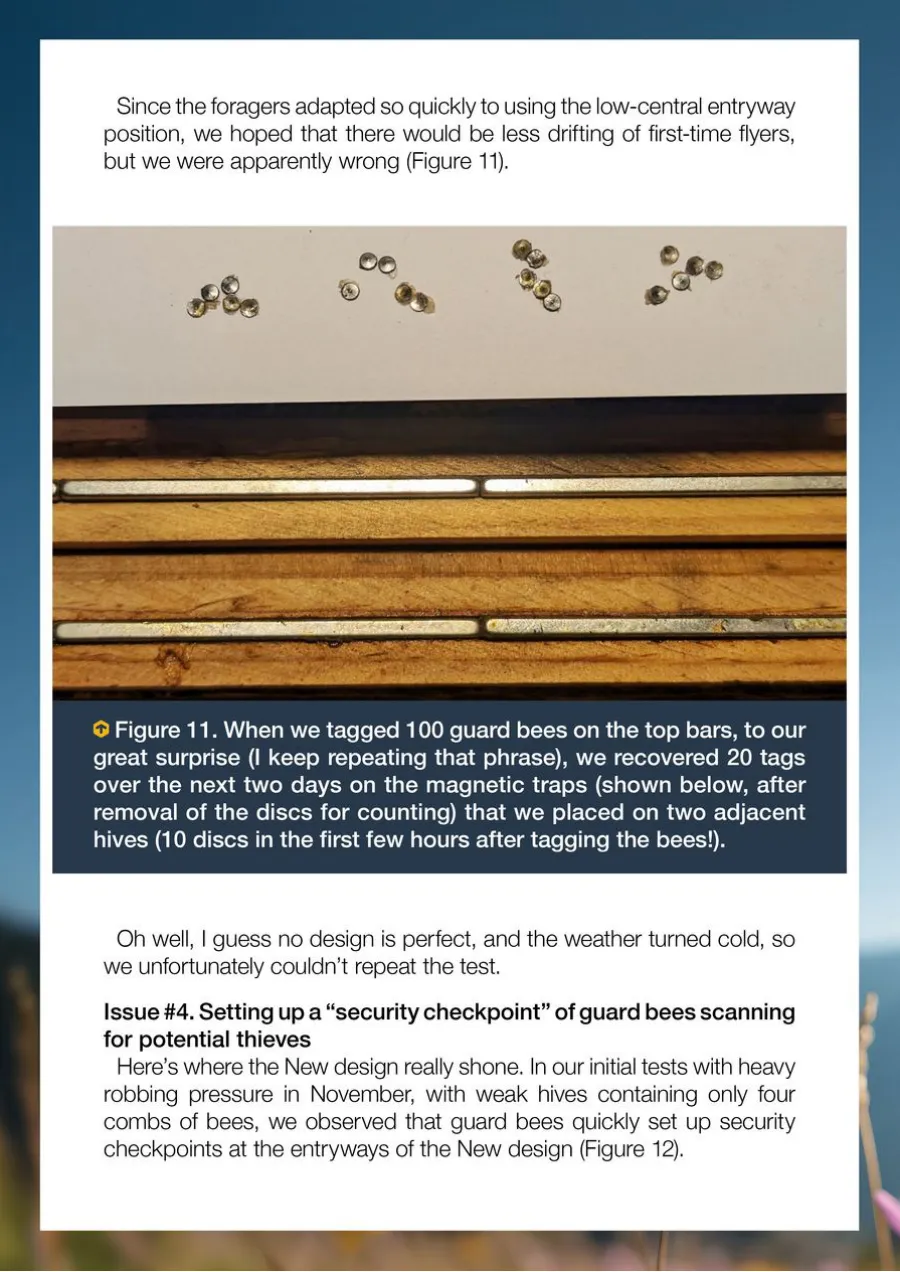 Since the foragers adapted so quickly to using the low-central entryway
position, we hoped that there would be less drifting of first-time flyers,
but we were apparently wrong (Figure 11).
Figure 11. When we tagged 100 guard bees on the top bars, to our
great surprise (I keep repeating that phrase), we recovered 20 tags
over the next two days on the magnetic traps (shown below, after
removal of the discs for counting) that we placed on two adjacent
hives (10 discs in the first few hours after tagging the bees!).
Oh well, I guess no design is perfect, and the weather turned cold, so
we unfortunately couldn’t repeat the test.
Issue #4. Setting up a “security checkpoint” of guard bees scanning
for potential thieves
Here’s where the New design really shone. In our initial tests with heavy
robbing pressure in November, with weak hives containing only four
combs of bees, we observed that guard bees quickly set up security
checkpoints at the entryways of the New design (Figure 12).